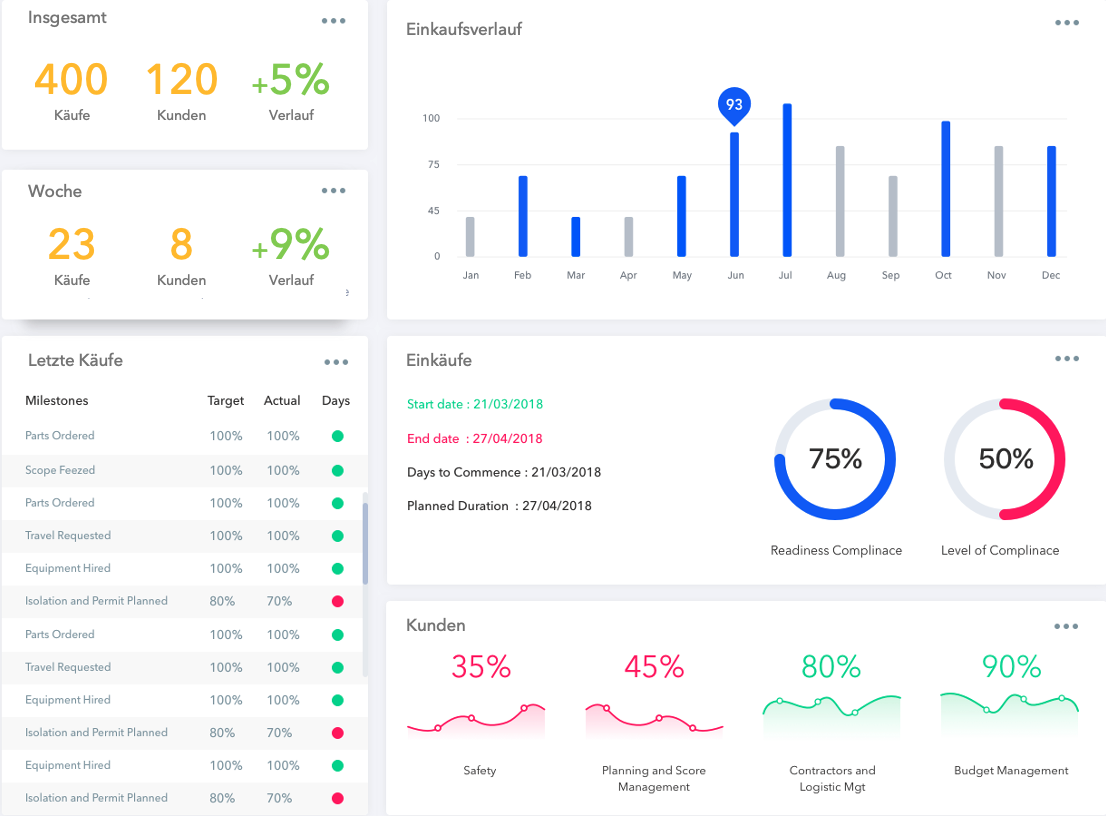 Insgesamt
400 120 +5%
Käufe Kunden Verlauf
Woche
23 8 +9%
Käufe Kunden Verlauf
Einkaufsverlauf
93
100
75
45
0
Jan Feb Mar Apr May Jun Jul Aug Sep Oct Nov Dec
Letzte Käufe
Milestones Target Actual Days
Parts Ordered 100% 100%
Scope Feezed 100% 100%
Parts Ordered 100% 100%
Travel Requested 100% 100%
Equipment Hired 100% 100%
Isolation and Permit Planned 80% 70%
Parts Ordered 100% 100%
Travel Requested 100% 100%
Equipment Hired 100% 100%
Isolation and Permit Planned 80% 70%
Equipment Hired 100% 100%
Isolation and Permit Planned 80% 70%
Einkäufe
Start date : 21/03/2018
End date : 27/04/2018
Days to Commence : 21/03/2018
Planned Duration : 27/04/2018
75% 50%
Readiness Complinace Level of Complinace
Kunden
35% 45% 80% 90%
Safety
Planning and Score
Management
Contractors and
Logistic Mgt
Budget Management